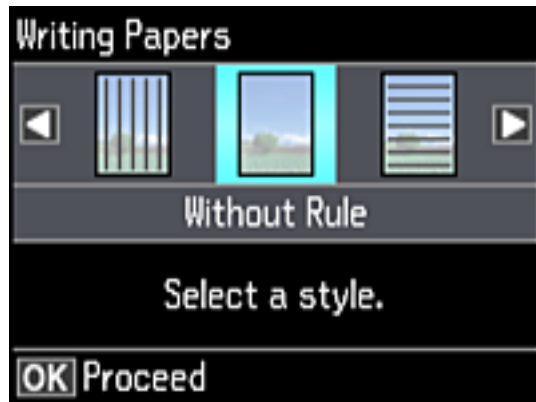 Writing Papers
Without Rule
Select a style.
OK Proceed